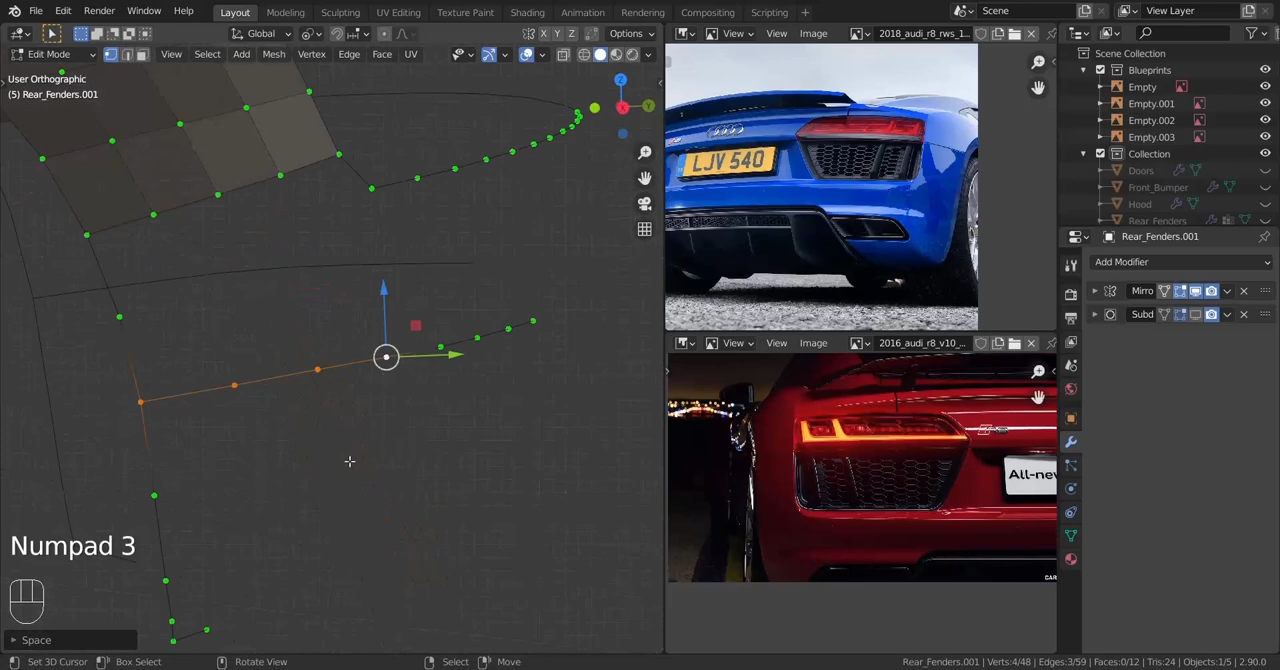 File Edit Render Window Help
Layout Modeling Sculpting UV Editing Texture Paint Shading Animation Rendering Compositing Scripting +
Scene
View Layer
Global
X Y Z
Options
Edit Mode
View Select Add Mesh Vertex Edge Face UV
User Orthographic
(5) Rear_Fenders.001
Z
X
Y
View View Image
2018_audi_r8_rws_1...
LJV 540
View View Image
2016_audi_r8_v10_...
All-new
CAR
Scene Collection
Blueprints
Empty
Empty.001
Empty.002
Empty.003
Collection
Doors
Front_Bumper
Hood
Rear_Fenders
Rear_Fenders.001
Add Modifier
Mirro
Subd
Numpad 3
Space
Set 3D Cursor
Box Select
Rotate View
Select
Move
Rear_Fenders.001 | Verts:4/48 | Edges:3/59 | Faces:0/12 | Tris:24 | Objects:1/5 | 2.90.0